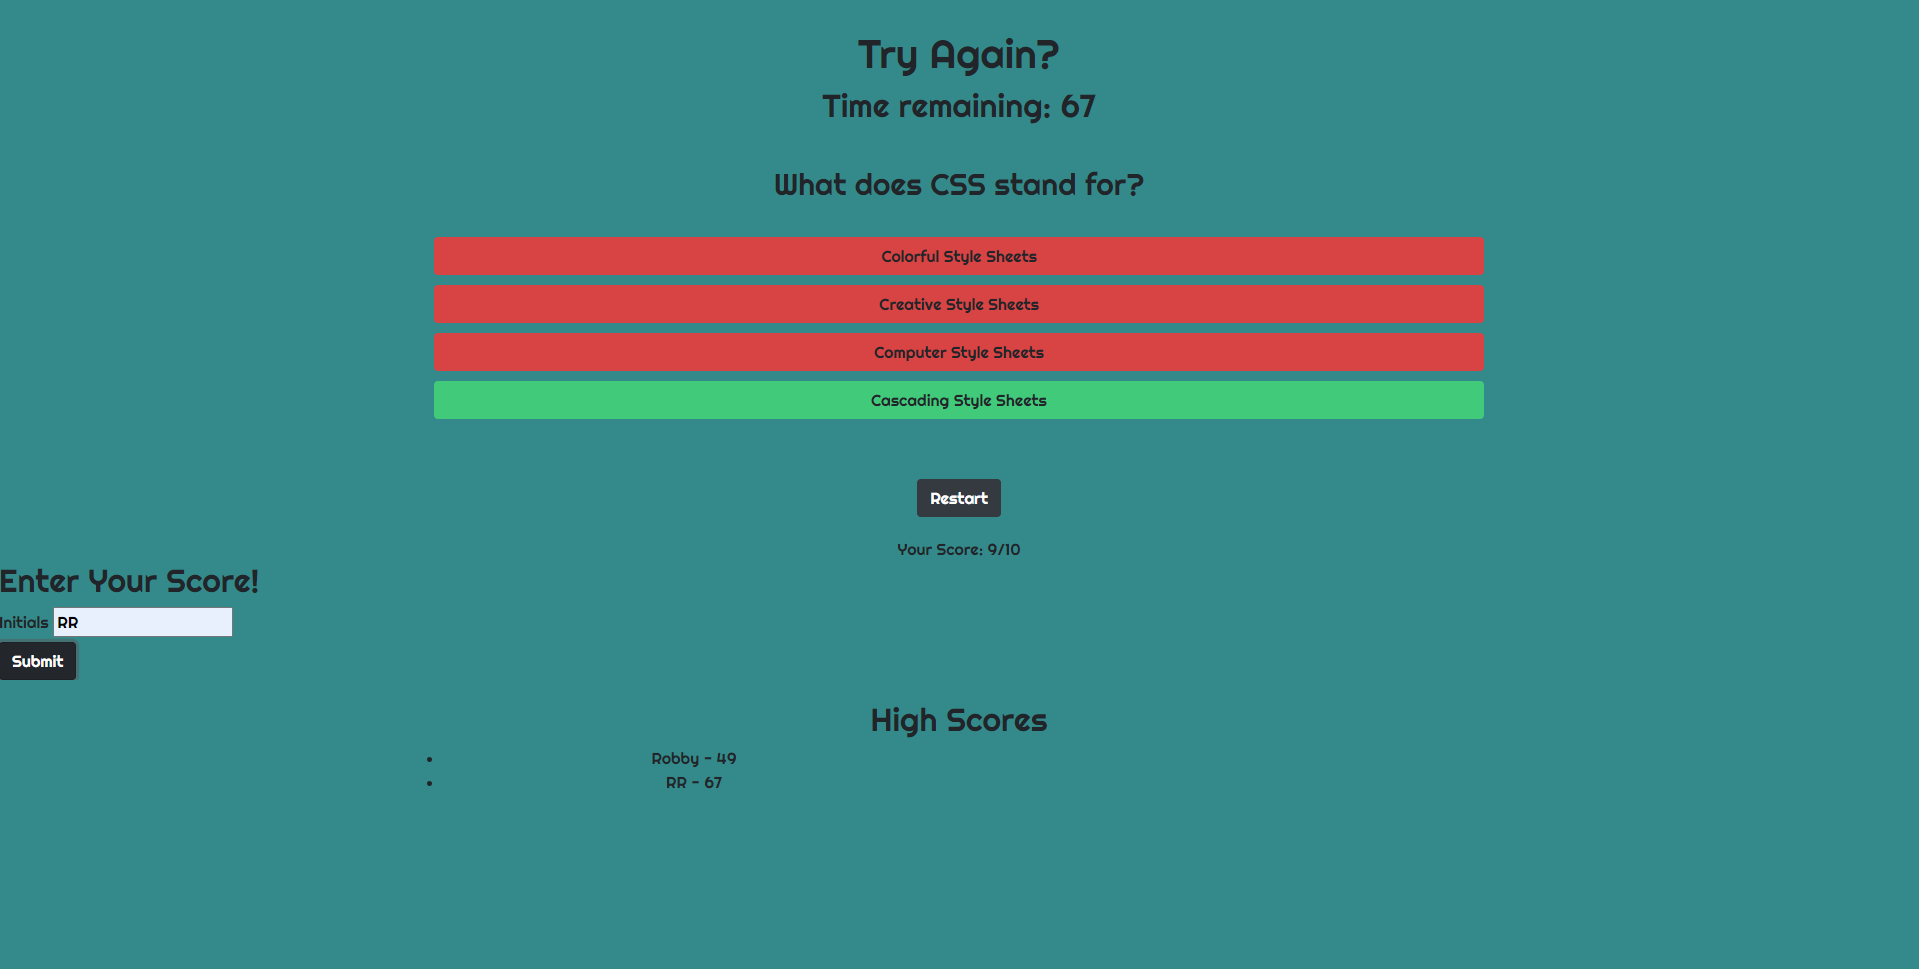 Try Again?
Time remaining: 67
What does CSS stand for?
Colorful Style Sheets
Creative Style Sheets
Computer Style Sheets
Cascading Style Sheets
Restart
Your Score: 9/10
Enter Your Score!
Initials RR
Submit
High Scores
• Robby - 49
• RR - 67